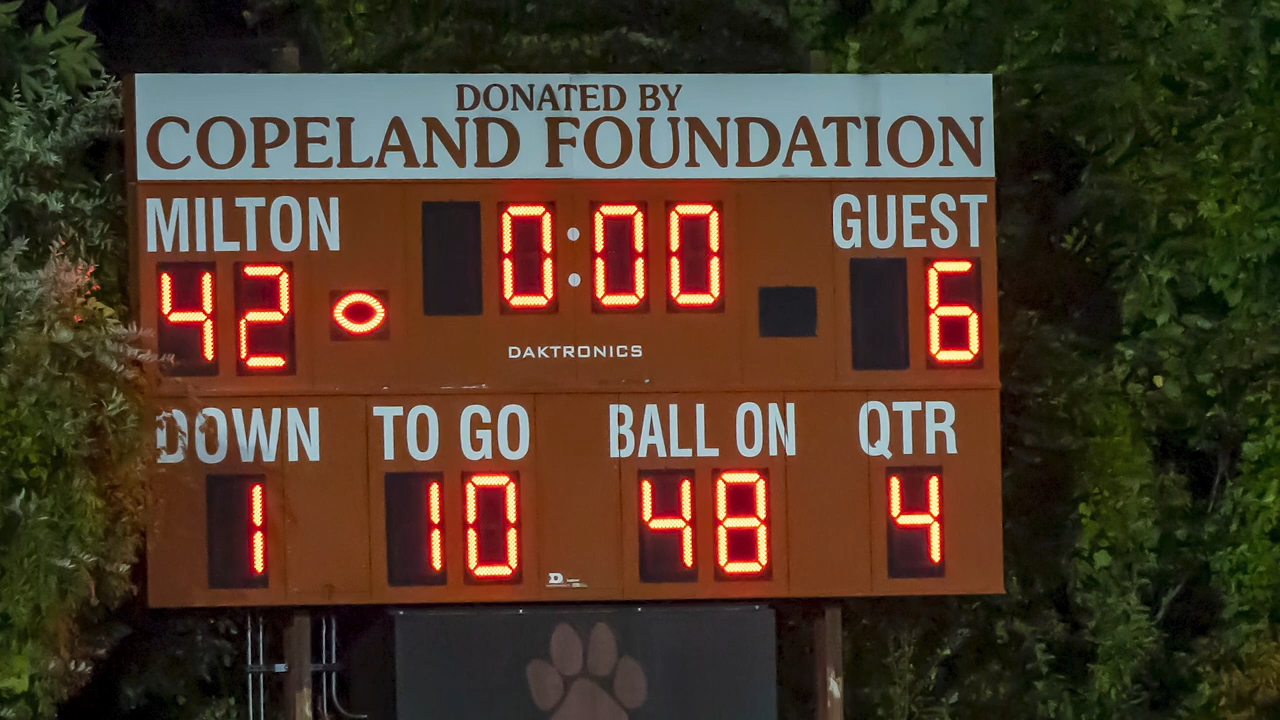 DONATED BY
COPELAND FOUNDATION
MILTON
GUEST
42
0:00
6
DAKTRONICS
DOWN TO GO BALL ON QTR
1 10 48 4
D